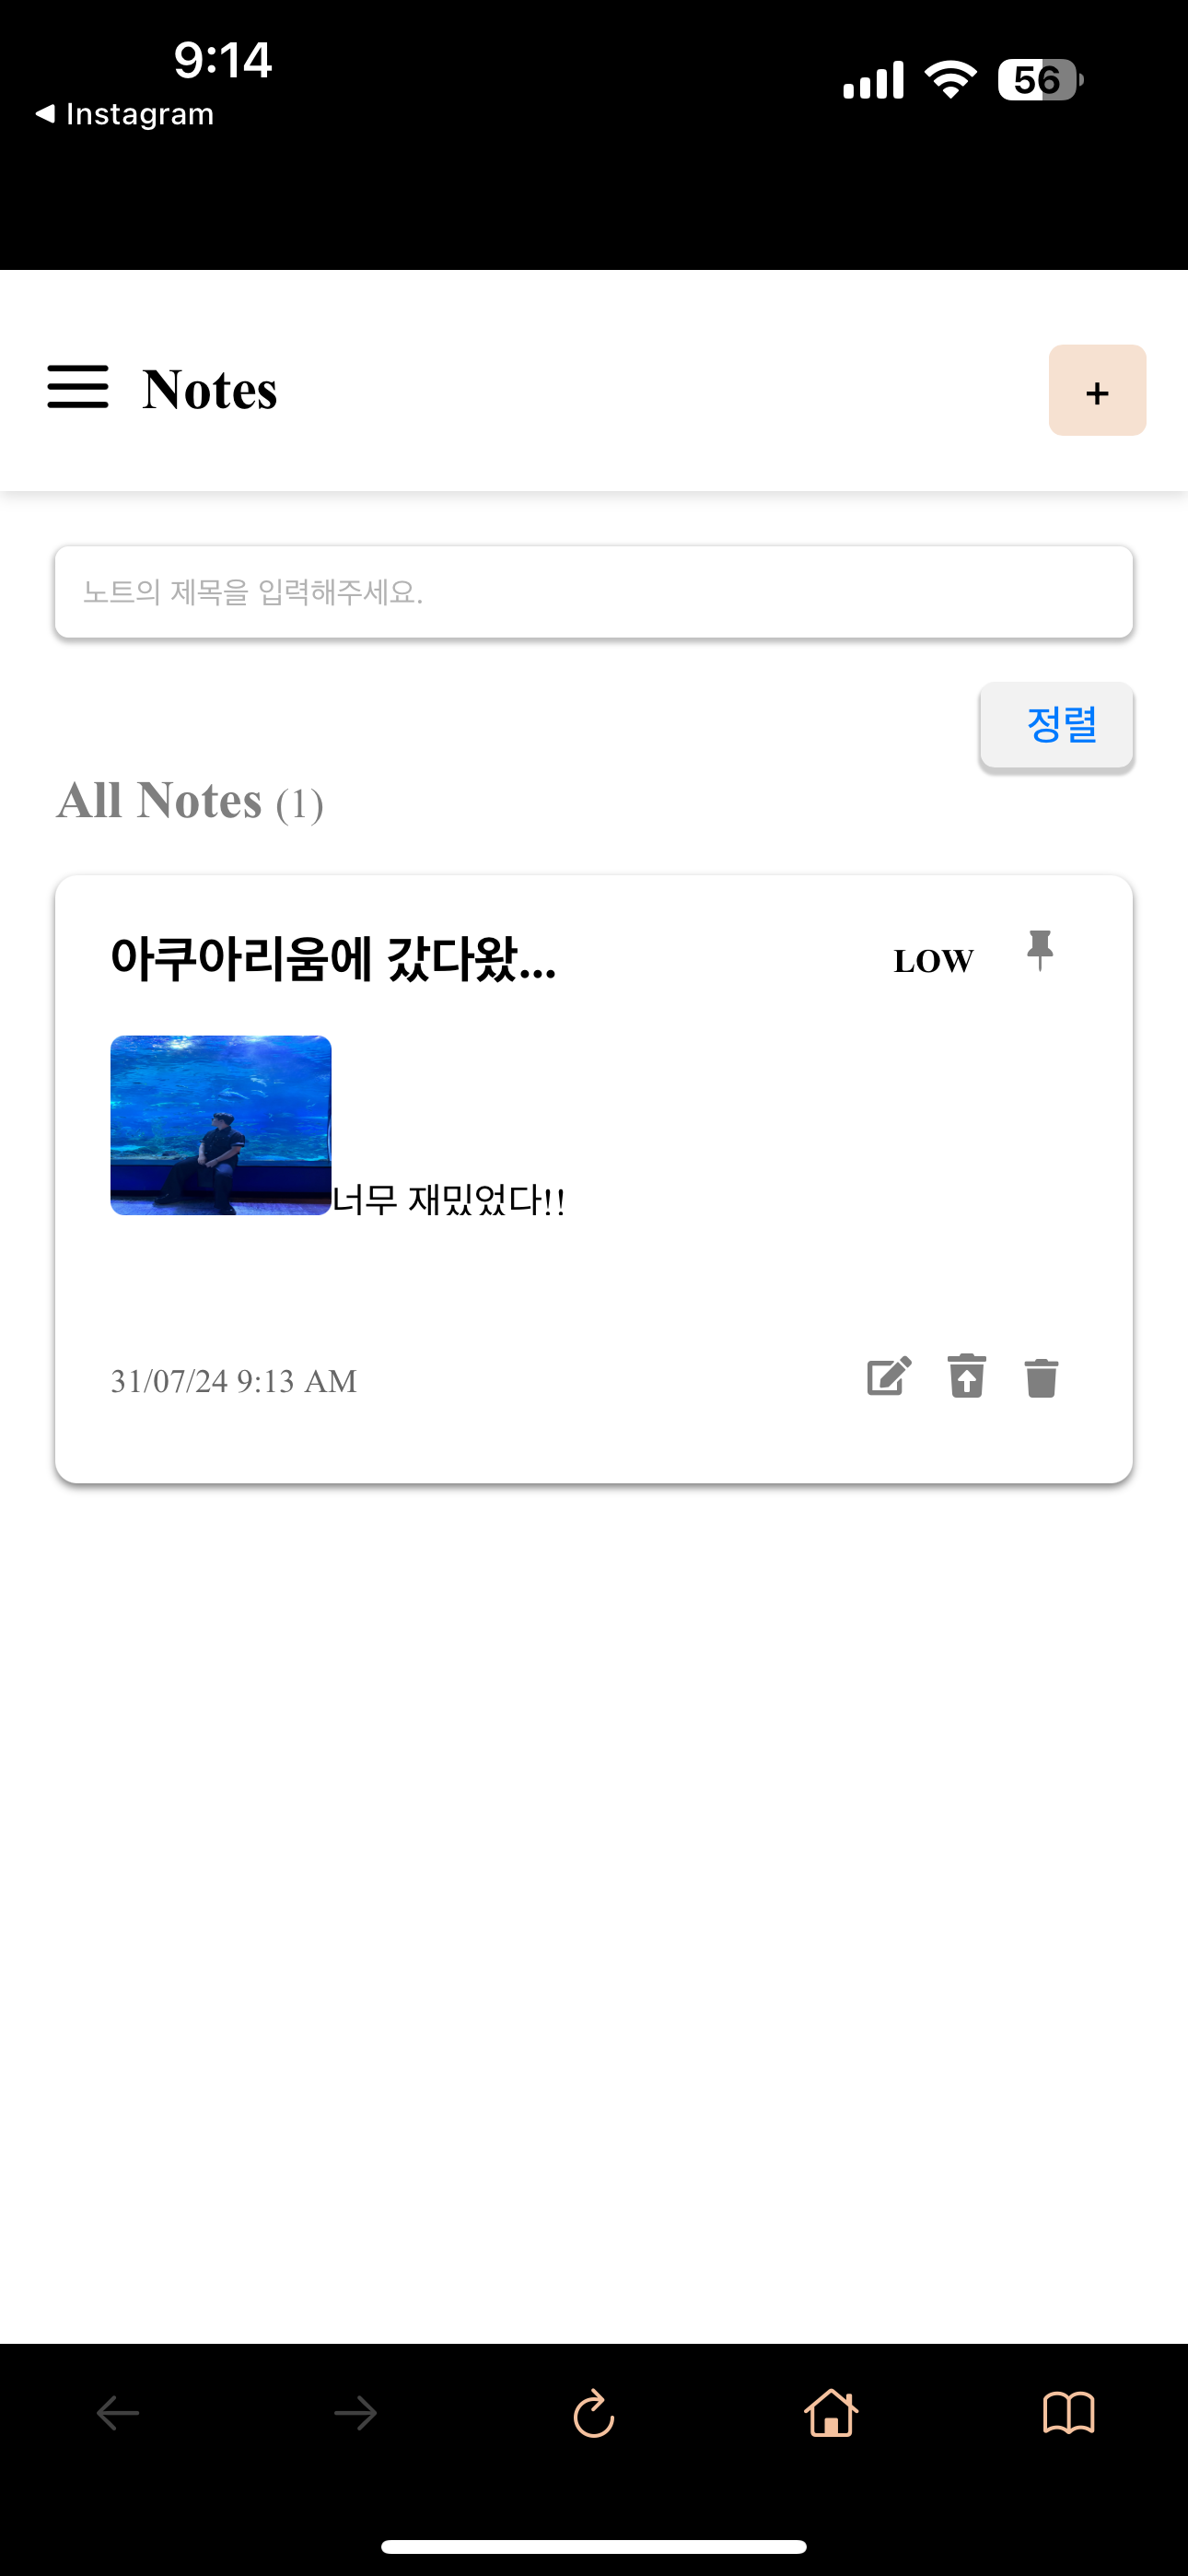 9:14
56
Instagram
Notes
+
노트의 제목을 입력해주세요.
정렬
All Notes (1)
아쿠아리움에 갔다왔...
LOW
너무 재밌었다!!
31/07/24 9:13 AM